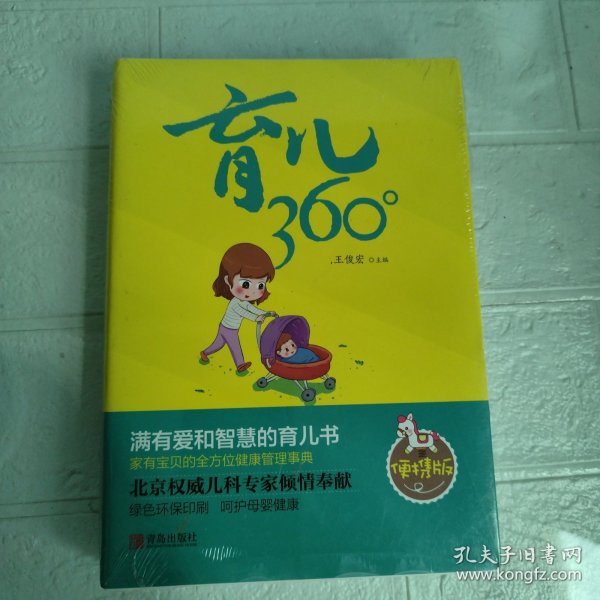 育儿
360°
王俊宏 ◎主编
满有爱和智慧的育儿书
家有宝贝的全方位健康管理事典
北京权威儿科专家倾情奉献
绿色环保印刷 呵护母婴健康
便携版
青岛出版社
孔夫子旧书网
www.kongfz.com